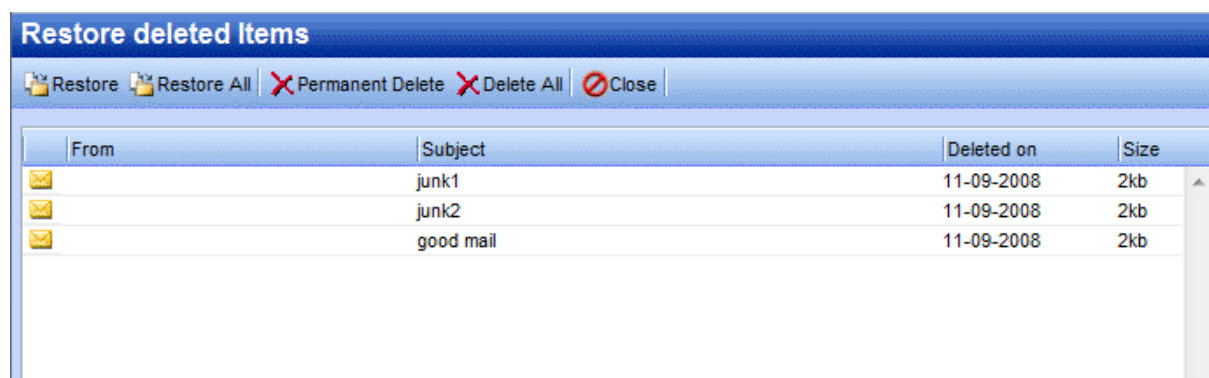 Restore deleted Items
Restore Restore All Permanent Delete Delete All Close
From Subject Deleted on Size
junk1 11-09-2008 2kb
junk2 11-09-2008 2kb
good mail 11-09-2008 2kb